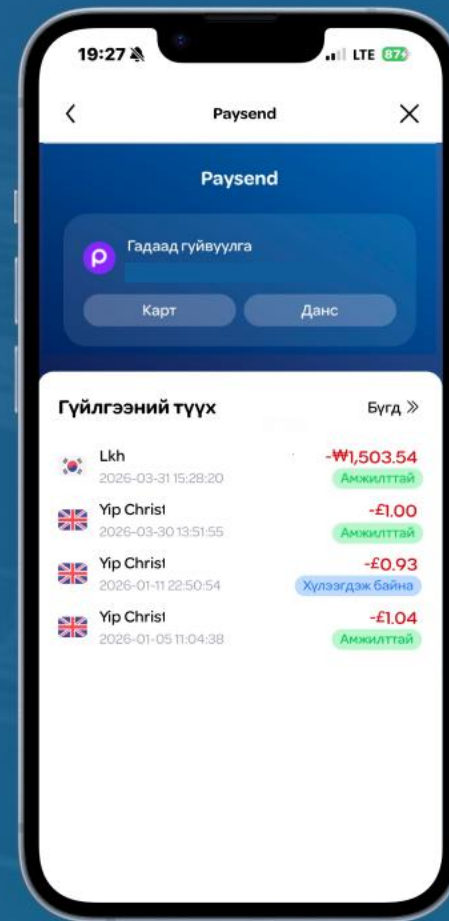 19:27
LTE 87
Paysend
Paysend
Гадаад гүйвуулга
Карт
Данс
Гүйлгээний түүх
Бүгд
Lkh
-₩1,503.54
2026-03-31 15:28:20
Амжилттай
Yip Christ
-£1.00
2026-03-30 13:51:55
Амжилттай
Yip Christ
-£0.93
2026-01-11 22:50:54
Хүлээгдэж байна
Yip Christ
-£1.04
2026-01-05 11:04:38
Амжилттай